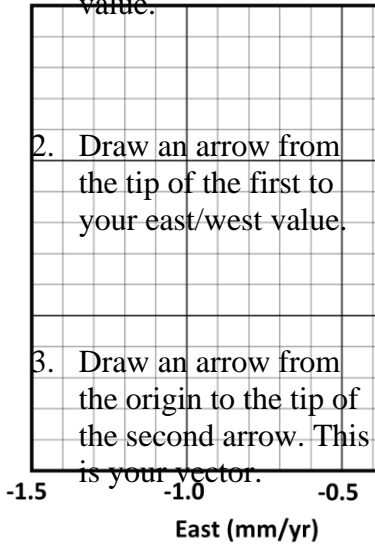 value.
2. Draw an arrow from
the tip of the first to
your east/west value.
3. Draw an arrow from
the origin to the tip of
the second arrow. This
is your vector.
-1.5 -1.0 -0.5
East (mm/yr)